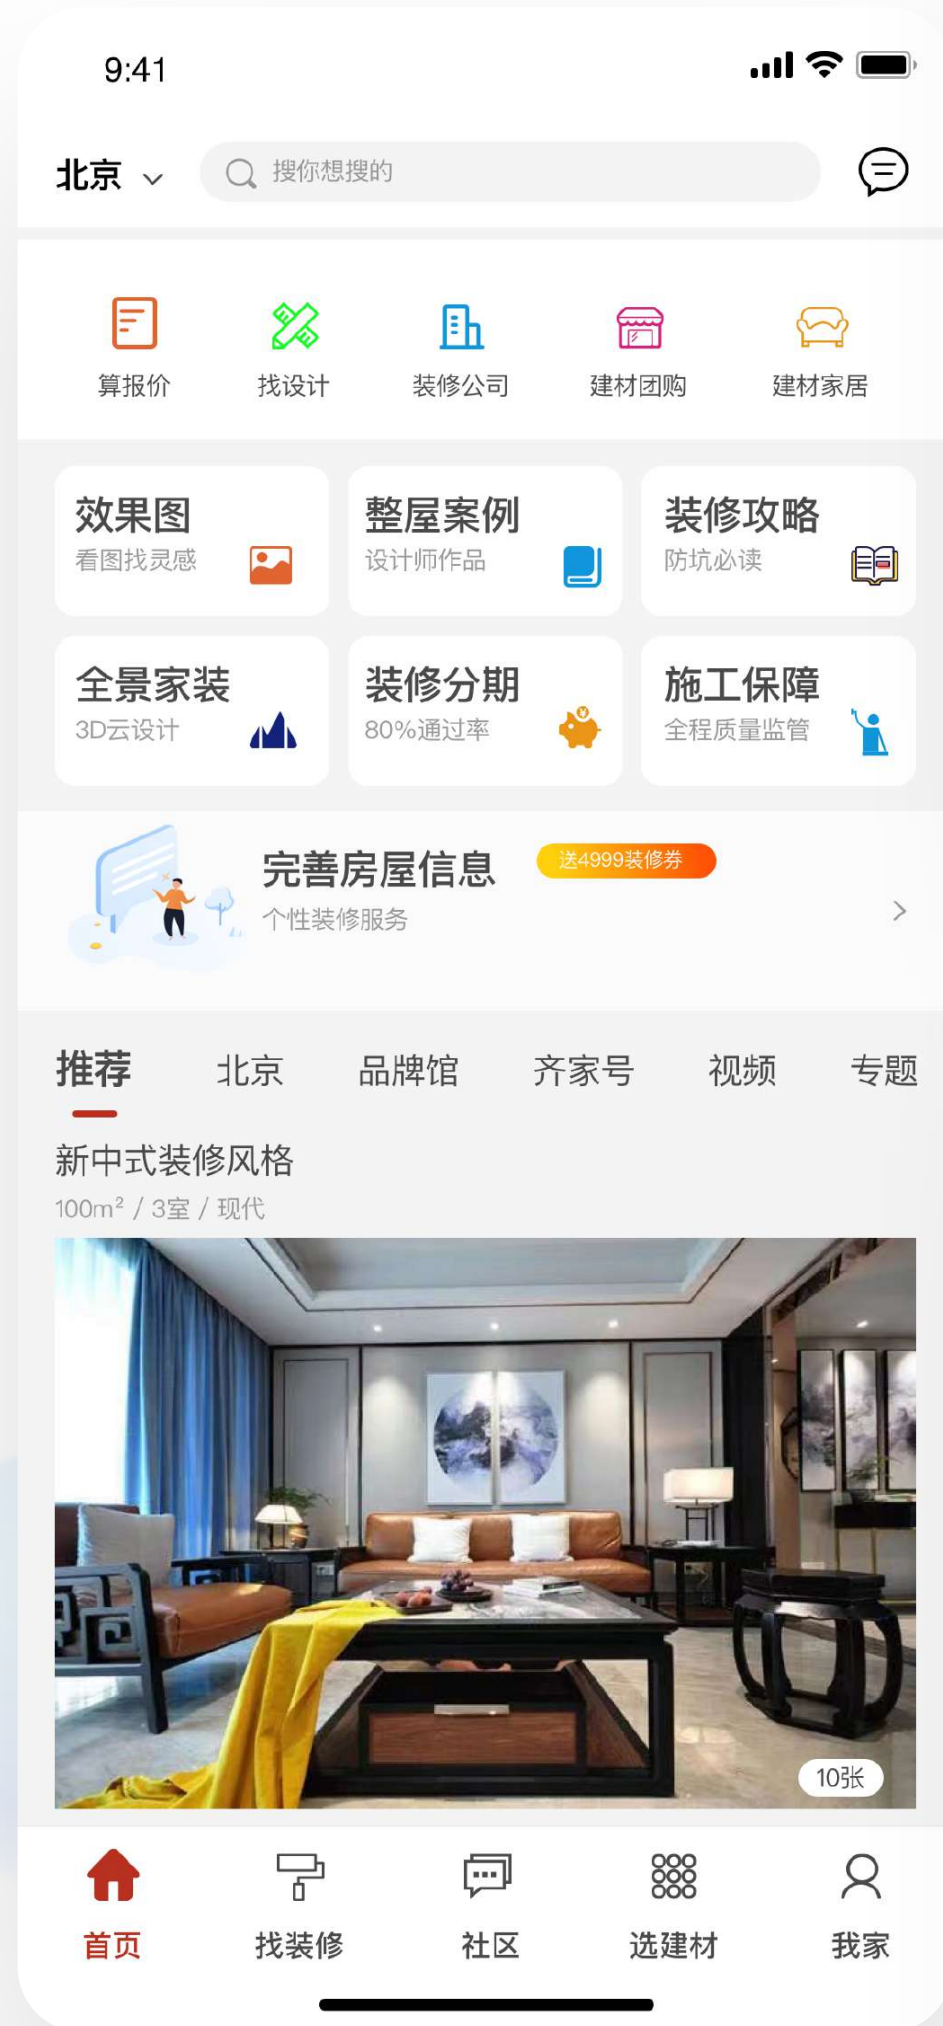 9:41
北京
搜你想搜的
算报价 找设计 装修公司 建材团购 建材家居
效果图 整屋案例 装修攻略
看图找灵感 设计师作品 防坑必读
全景家装 装修分期 施工保障
3D云设计 80%通过率 全程质量监管
完善房屋信息 送4999装修券
个性装修服务
推荐 北京 品牌馆 齐家号 视频 专题
新中式装修风格
100m² / 3室 / 现代
10张
首页 找装修 社区 选建材 我家